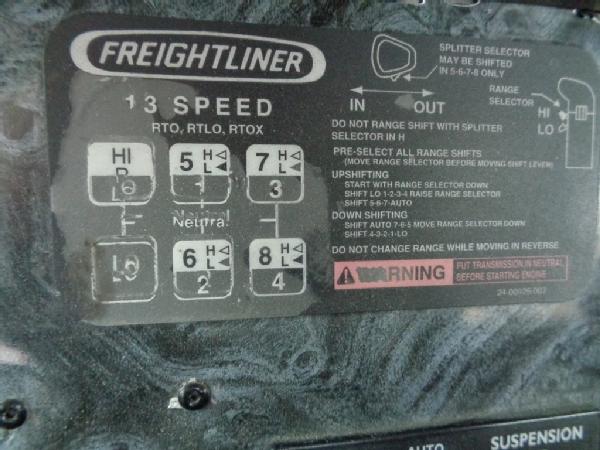 FREIGHTLINER
13 SPEED
RTO, RTLO, RTOX
HI
R
LO
5 H
L
1
7 H
L
3
Neutral
LO
6 H
L
2
8 H
L
4
SPLITTER SELECTOR
MAY BE SHIFTED
IN 5-6-7-8 ONLY
IN OUT
RANGE
SELECTOR
HI
LO
DO NOT RANGE SHIFT WITH SPLITTER
SELECTOR IN H
PRE-SELECT ALL RANGE SHIFTS
(MOVE RANGE SELECTOR BEFORE MOVING SHIFT LEVER)
UPSHIFTING
START WITH RANGE SELECTOR DOWN
SHIFT LO 1-2-3-4 RAISE RANGE SELECTOR
SHIFT 5-6-7-AUTO
DOWN SHIFTING
SHIFT AUTO 7-6-5 MOVE RANGE SELECTOR DOWN
SHIFT 4-3-2-1-LO
DO NOT CHANGE RANGE WHILE MOVING IN REVERSE
WARNING
PUT TRANSMISSION IN NEUTRAL
BEFORE STARTING ENGINE
AUTO
SUSPENSION